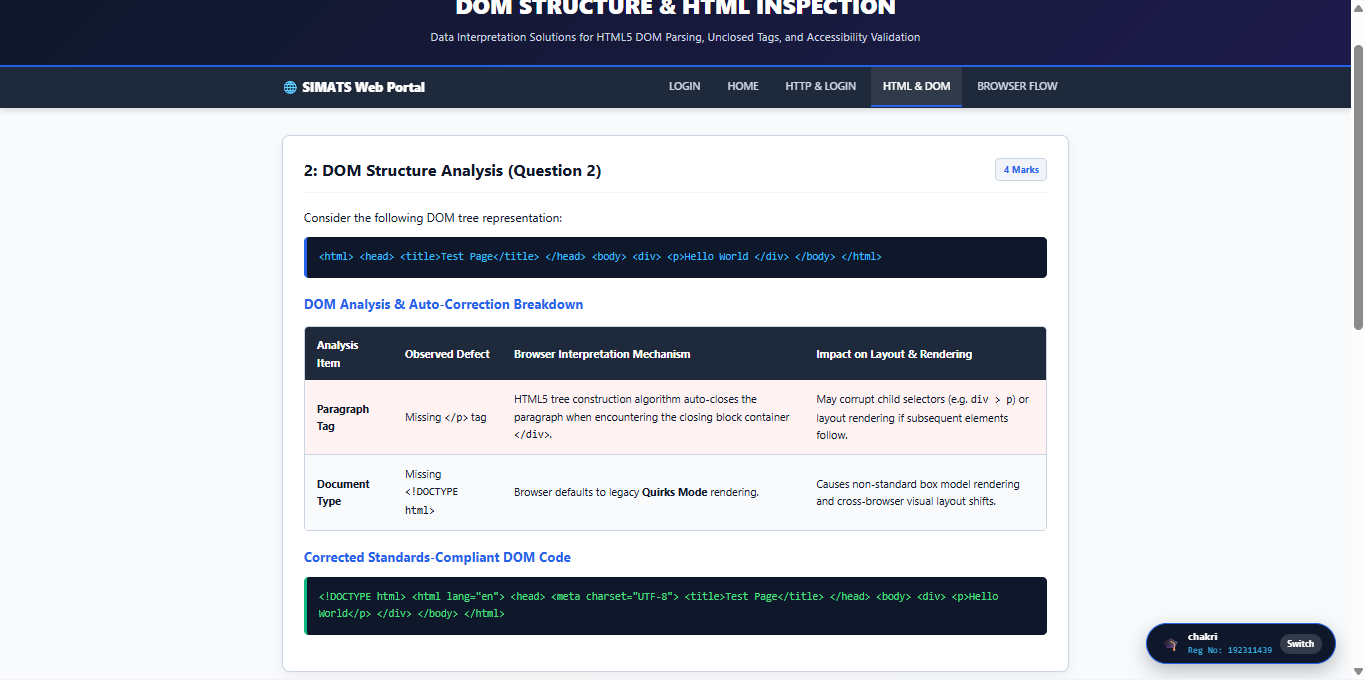 DOM STRUCTURE & HTML INSPECTION
Data Interpretation Solutions for HTML5 DOM Parsing, Unclosed Tags, and Accessibility Validation
SIMATS Web Portal
LOGIN
HOME
HTTP & LOGIN
HTML & DOM
BROWSER FLOW
2: DOM Structure Analysis (Question 2)
4 Marks
Consider the following DOM tree representation:
<html> <head> <title>Test Page</title> </head> <body> <div> <p>Hello World </div> </body> </html>
DOM Analysis & Auto-Correction Breakdown
Analysis
Item
Observed Defect
Browser Interpretation Mechanism
Impact on Layout & Rendering
Paragraph
Tag
Missing </p> tag
HTML5 tree construction algorithm auto-closes the
paragraph when encountering the closing block container
</div>.
May corrupt child selectors (e.g. div > p) or
layout rendering if subsequent elements
follow.
Document
Type
Missing
<!DOCTYPE
html>
Browser defaults to legacy Quirks Mode rendering.
Causes non-standard box model rendering
and cross-browser visual layout shifts.
Corrected Standards-Compliant DOM Code
<!DOCTYPE html> <html lang="en"> <head> <meta charset="UTF-8"> <title>Test Page</title> </head> <body> <div> <p>Hello
World</p> </div> </body> </html>
chakri
Reg No: 192311439
Switch